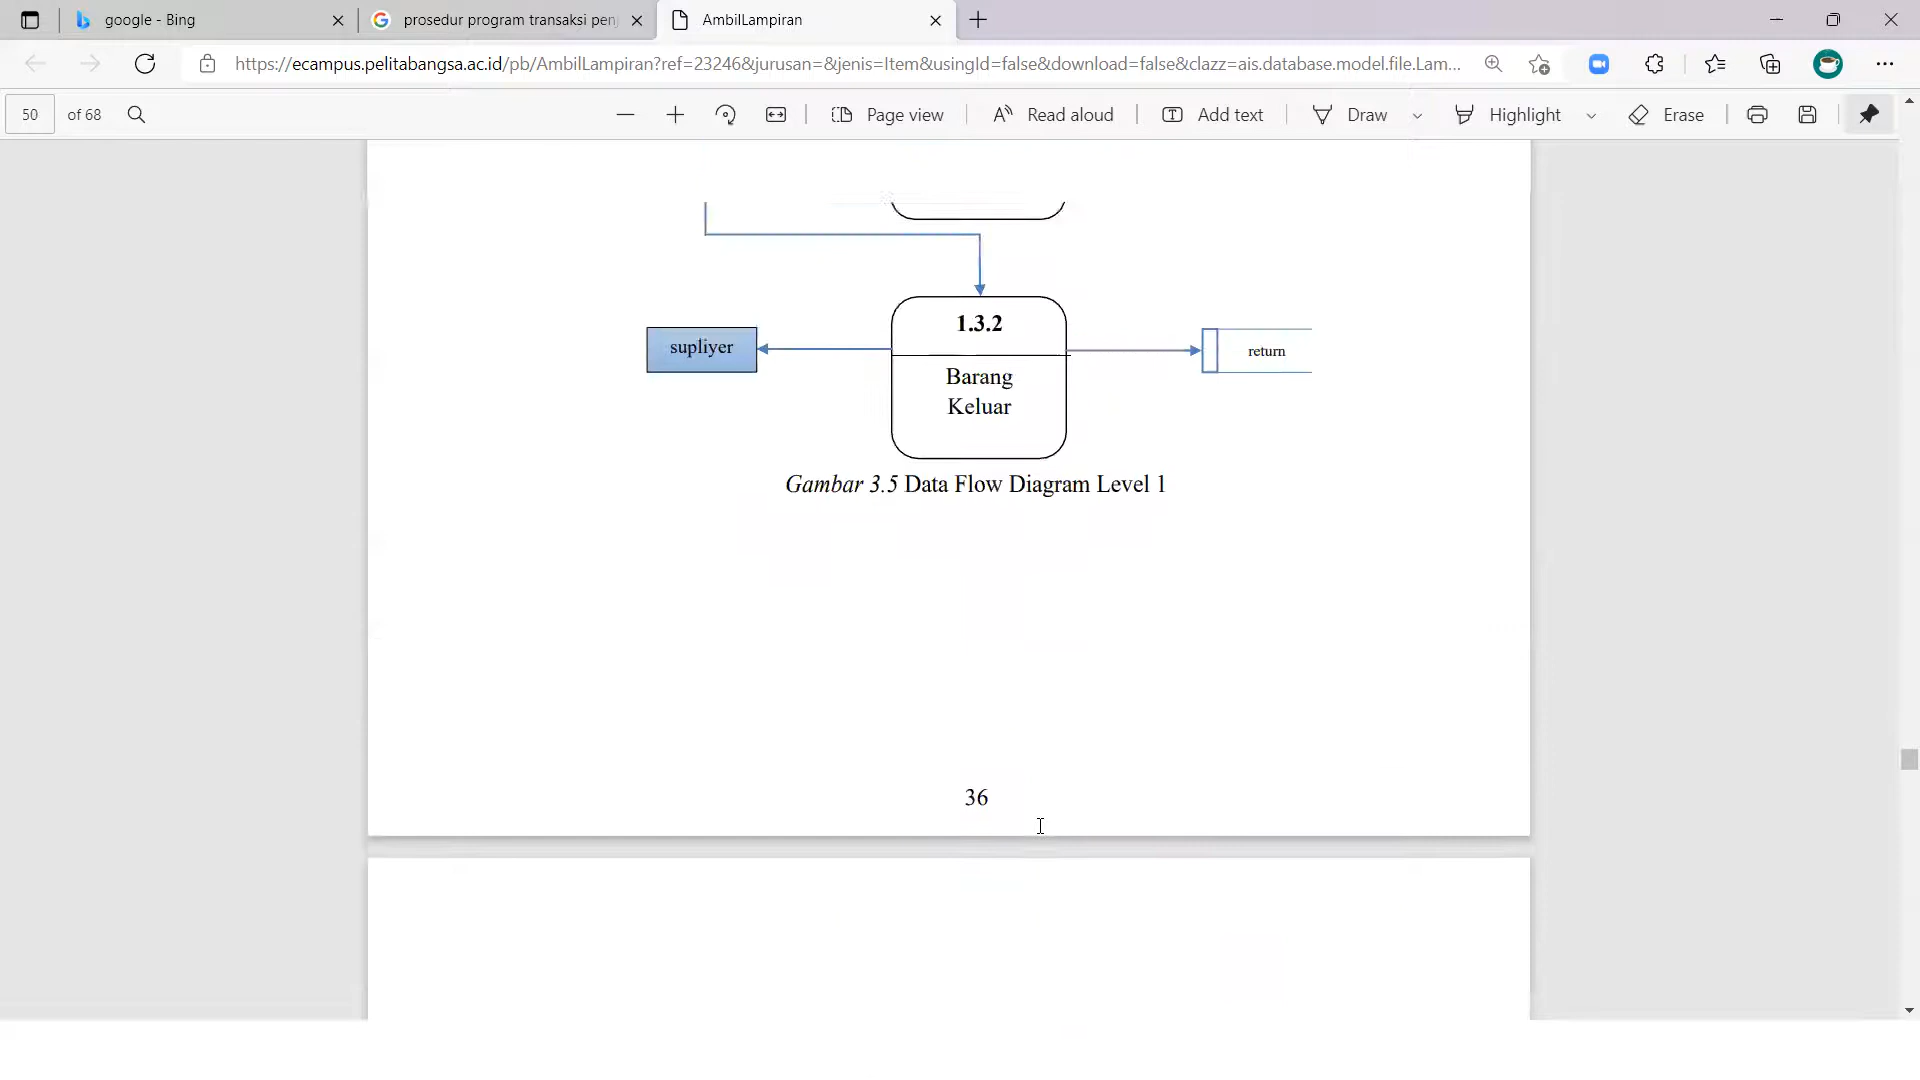 google - Bing
prosedur program transaksi penj
AmbilLampiran
https://ecampus.pelitabangsa.ac.id/pb/AmbilLampiran?ref=23246&jurusan=&jenis=Item&usingId=false&download=false&clazz=ais.database.model.file.Lam...
50 of 68
Page view
Read aloud
Add text
Draw
Highlight
Erase
1.3.2
supliyer
return
Barang
Keluar
Gambar 3.5 Data Flow Diagram Level 1
36